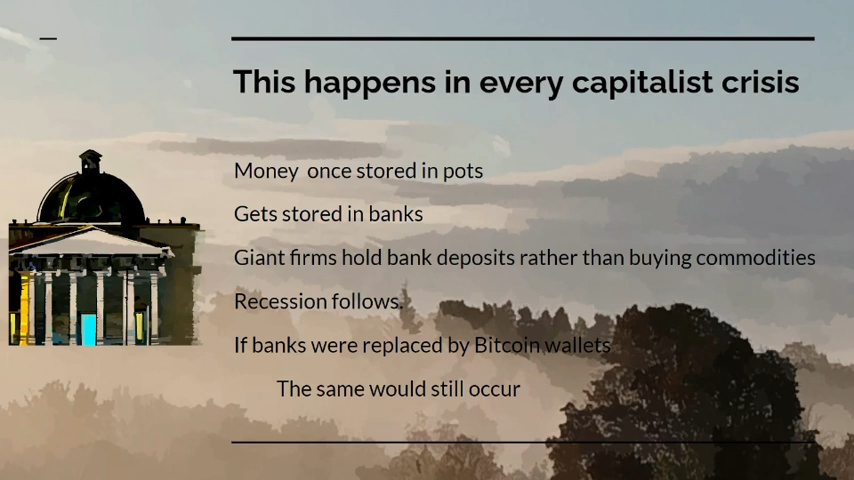 This happens in every capitalist crisis
Money once stored in pots
Gets stored in banks
Giant firms hold bank deposits rather than buying commodities
Recession follows.
If banks were replaced by Bitcoin wallets
The same would still occur